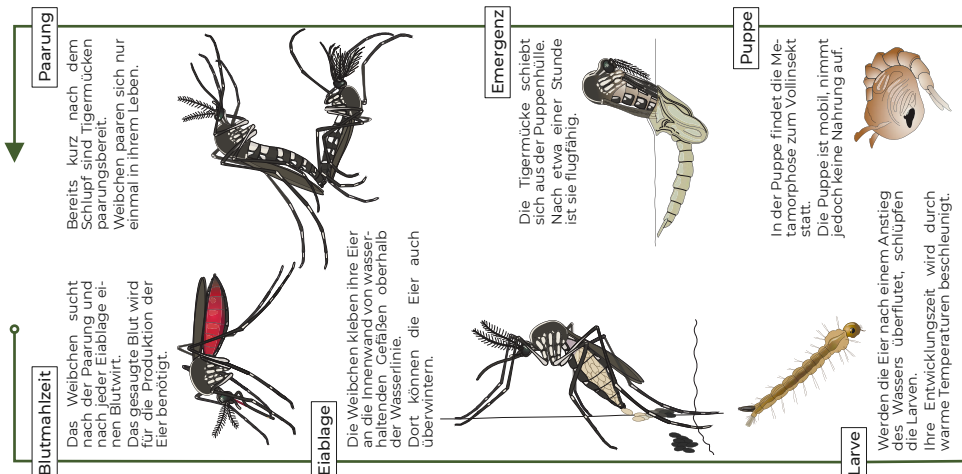 Blutmahlzeit
Das Weibchen sucht
nach der Paarung und
nach jeder Eiablage ei-
nen Blutwirt.
Das gesaugte Blut wird
für die Produktion der
Eier benötigt.
Paarung
Bereits kurz nach dem
Schlupf sind Tigermücken
paarungsbereit.
Weibchen paaren sich nur
einmal in ihrem Leben.
Eiablage
Die Weibchen kleben ihre Eier
an die Innenwand von wasser-
haltenden Gefäßen oberhalb
der Wasserlinie.
Dort können die Eier auch
überwintern.
Emergenz
Die Tigermücke schiebt
sich aus der Puppenhülle.
Nach etwa einer Stunde
ist sie flugfähig.
Puppe
In der Puppe findet die Me-
tamorphose zum Vollinsekt
statt.
Die Puppe ist mobil, nimmt
jedoch keine Nahrung auf.
Larve
Werden die Eier nach einem Anstieg
des Wassers überflutet, schlüpfen
die Larven.
Ihre Entwicklungszeit wird durch
warme Temperaturen beschleunigt.